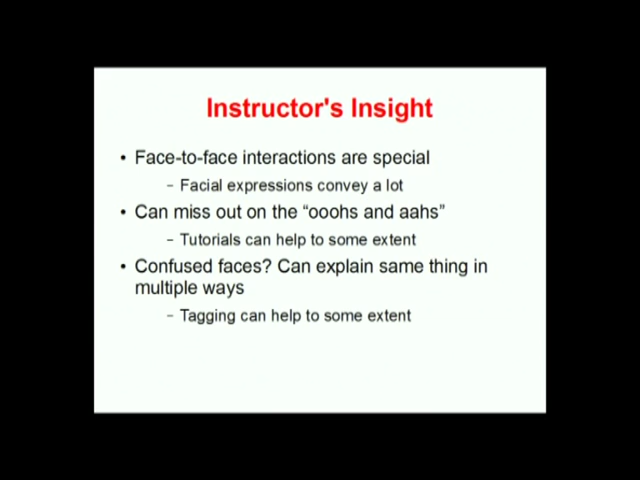 Instructor's Insight
• Face-to-face interactions are special
– Facial expressions convey a lot
• Can miss out on the “ooohs and aahs”
– Tutorials can help to some extent
• Confused faces? Can explain same thing in
multiple ways
– Tagging can help to some extent